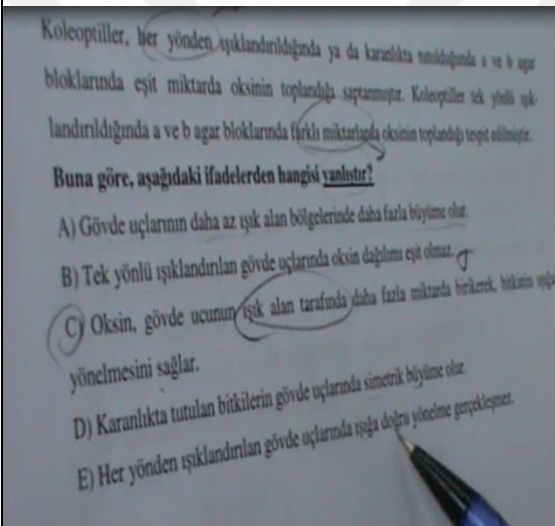 Koleoptiller, her yönden ışıklandırıldığında ya da karanlıkta tutulduğunda a ve b agar
bloklarında eşit miktarda oksinin toplandığı saptanmıştır. Koleoptiller tek yönlü ışık-
landırıldığında a ve b agar bloklarında farklı miktarlarda oksinin toplandığı tespit edilmiştir.
Buna göre, aşağıdaki ifadelerden hangisi yanlıştır?
A) Gövde uçlarının daha az ışık alan bölgelerinde daha fazla büyüme olur.
B) Tek yönlü ışıklandırılan gövde uçlarında oksin dağılımı eşit olmaz.
C) Oksin, gövde ucunun ışık alan tarafında daha fazla miktarda birikerek, bitkinin ışığa
yönelmesini sağlar.
D) Karanlıkta tutulan bitkilerin gövde uçlarında simetrik büyüme olur.
E) Her yönden ışıklandırılan gövde uçlarında ışığa doğru yönelme gerçekleşmez.